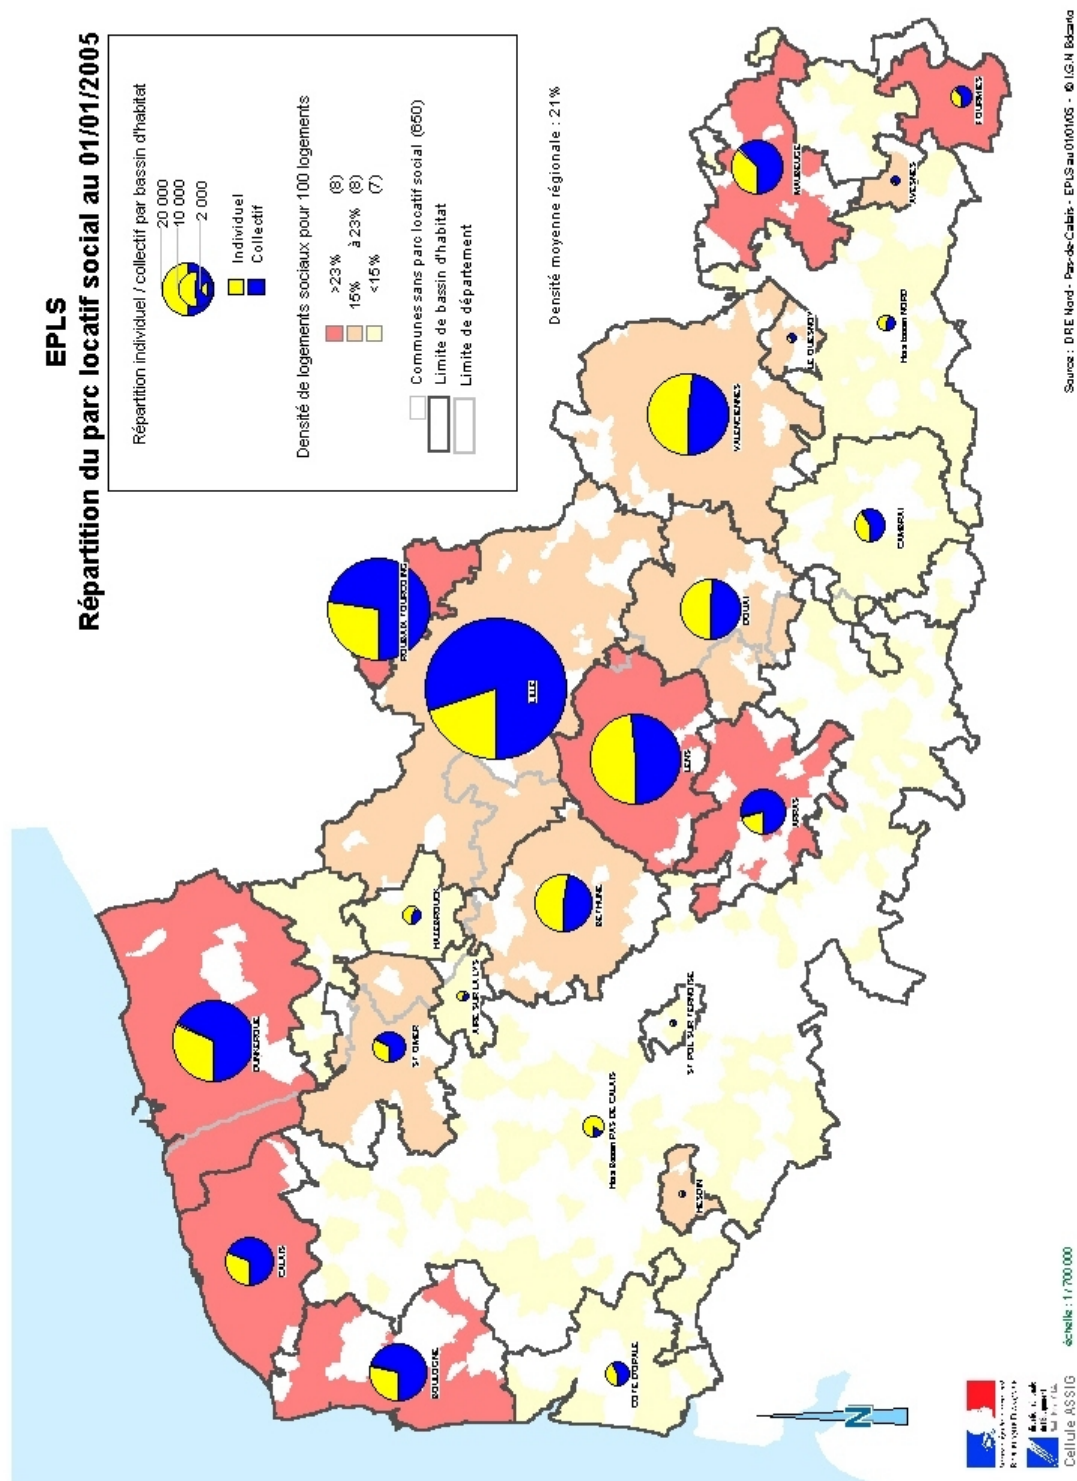 EPLS
Répartition du parc locatif social au 01/01/2005
Répartition individuel / collectif par bassin d'habitat
20 000
10 000
2 000
Individuel
Collectif
Densité de logements sociaux pour 100 logements
>23% (8)
15% à 23% (8)
<15% (7)
Communes sans parc locatif social (650)
Limite de bassin d'habitat
Limite de département
Densité moyenne régionale : 21%
DUNKERQUE
CALAIS
BOULOGNE
COTE D'OPALE
ST OMER
HAZEBROUCK
AIRE SUR LA LYS
ROUBAIX TOURCOING
LILLE
BETHUNE
LENS
ARRAS
DOUAI
VALENCIENNES
LE QUESNOY
CAMBRAI
MAUBEUGE
AVESNES
FOURMIES
Hors bassin NORD
Hors Bassin PAS DE CALAIS
ST POL SUR TERNOISE
HESDIN
N
Cellule ASSIG
échelle : 1 / 700 000
Source : DRE Nord - Pas-de-Calais - EPLS au 01/01/05 - © I.G.N Bdcarto